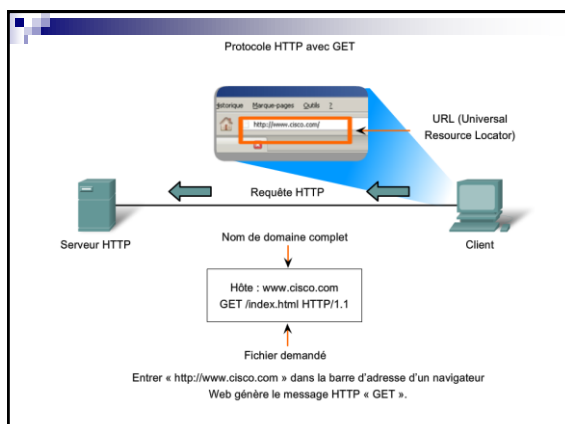 Protocole HTTP avec GET
Historique Marque-pages Outils ?
http://www.cisco.com/
URL (Universal
Resource Locator)
Requête HTTP
Serveur HTTP
Client
Nom de domaine complet
Hôte : www.cisco.com
GET /index.html HTTP/1.1
Fichier demandé
Entrer « http://www.cisco.com » dans la barre d'adresse d'un navigateur
Web génère le message HTTP « GET ».